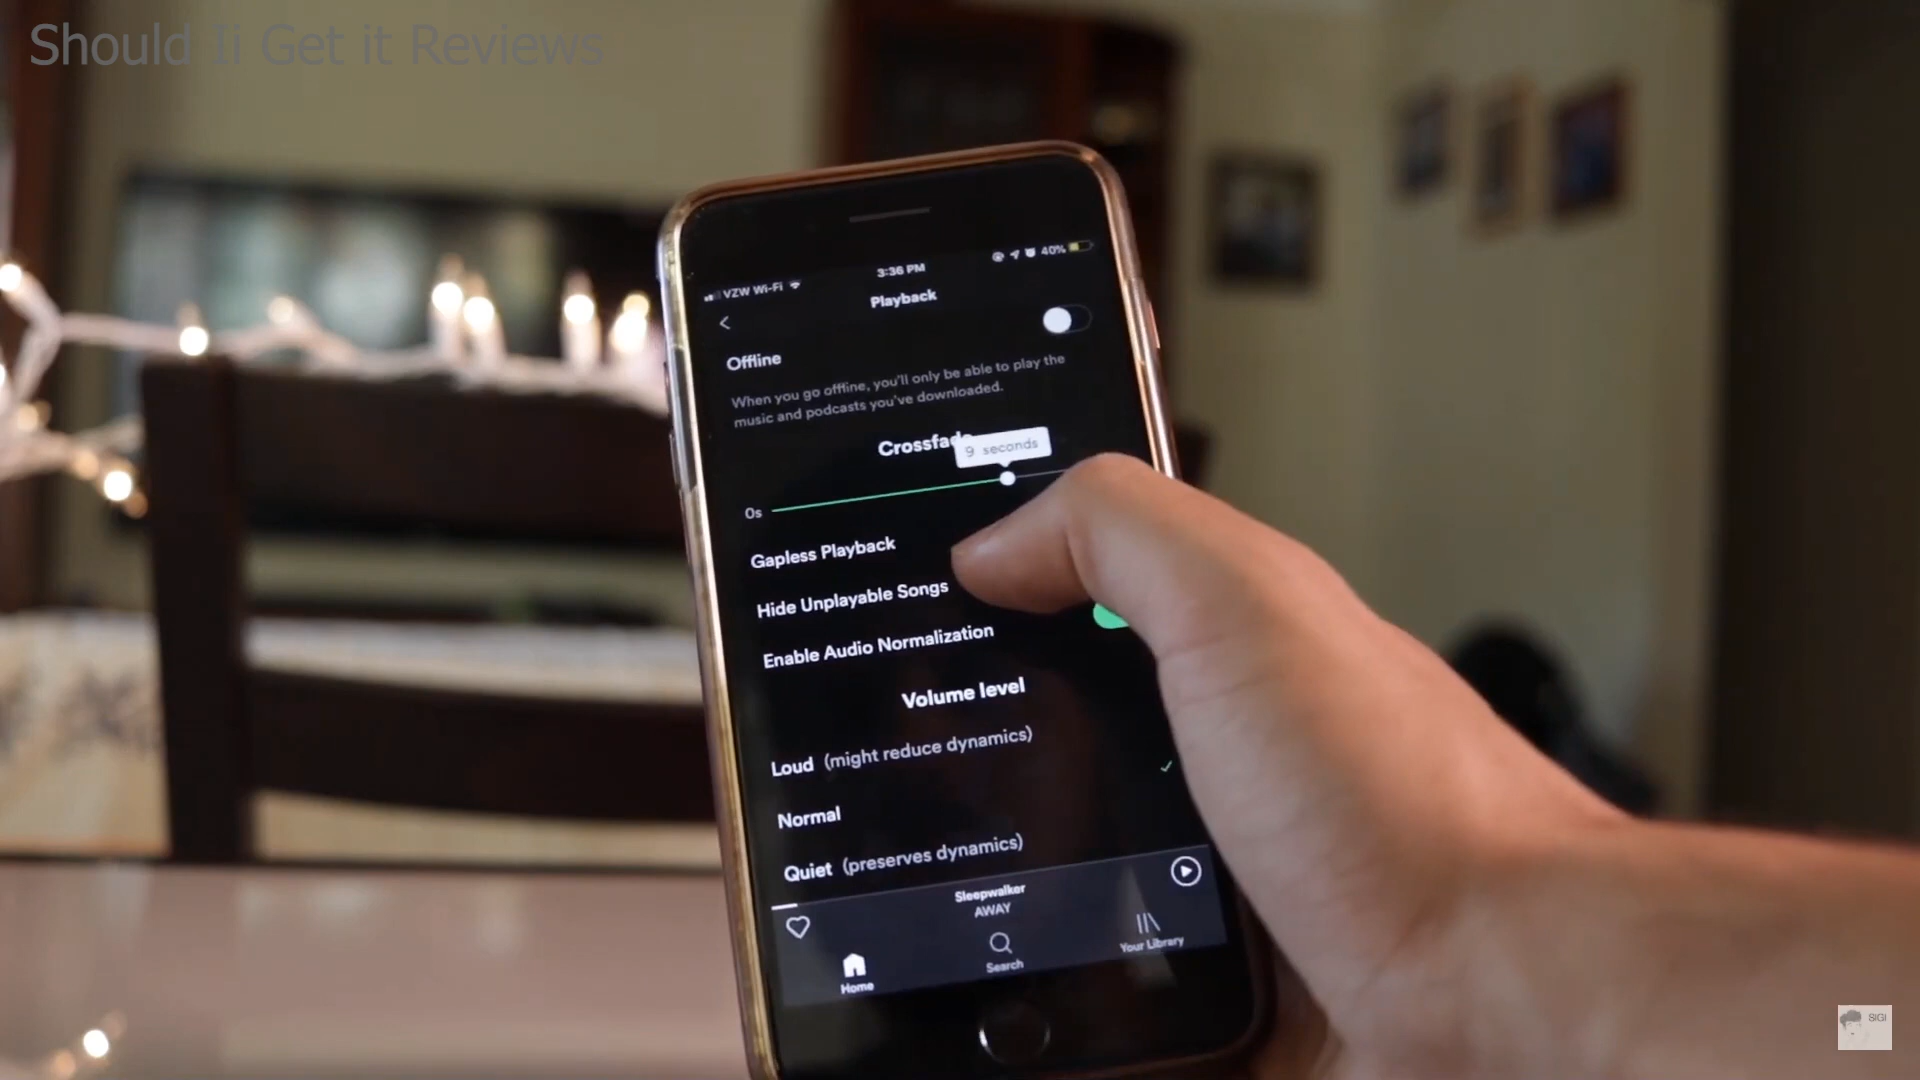 Should Ii Get it Reviews
VZW Wi-Fi
3:36 PM
40%
Playback
Offline
When you go offline, you'll only be able to play the
music and podcasts you've downloaded.
Crossfade
9 seconds
0s
Gapless Playback
Hide Unplayable Songs
Enable Audio Normalization
Volume level
Loud (might reduce dynamics)
Normal
Quiet (preserves dynamics)
Sleepwalker
AWAY
Home
Search
Your Library
SIGI